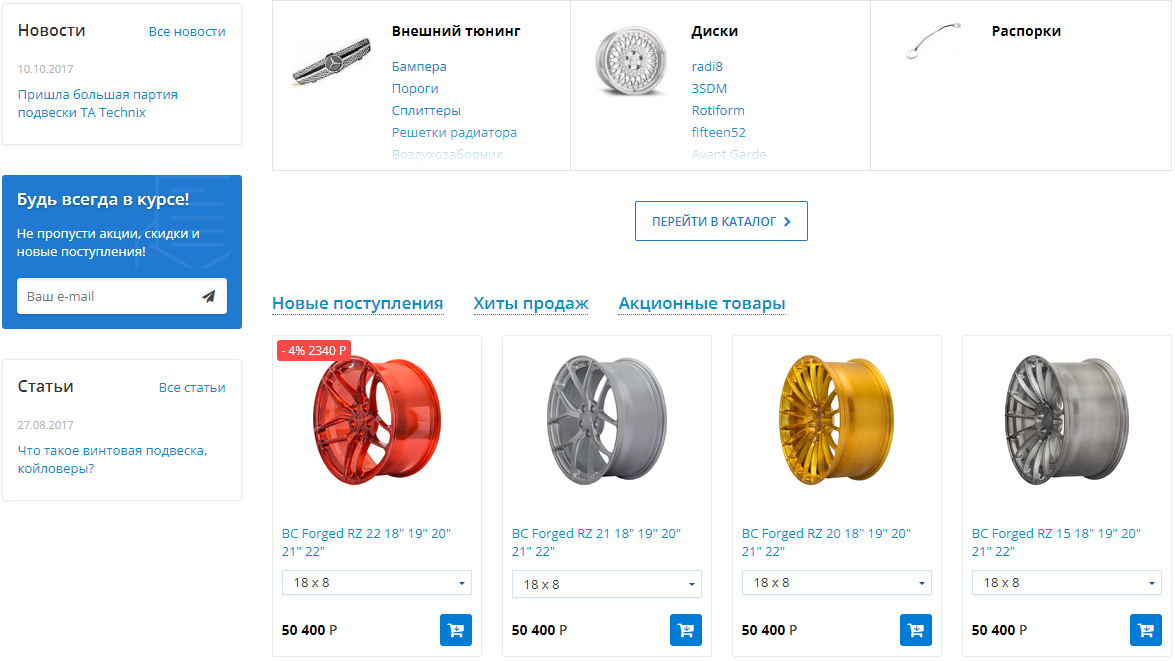 Новости
Все новости
10.10.2017
Пришла большая партия
подвески TA Technix
Будь всегда в курсе!
Не пропусти акции, скидки и
новые поступления!
Ваш e-mail
Статьи
Все статьи
27.08.2017
Что такое винтовая подвеска,
койловеры?
Внешний тюнинг
Бампера
Пороги
Сплиттеры
Решетки радиатора
Воздухозаборник
Диски
radi8
3SDM
Rotiform
fifteen52
Avant Garde
Распорки
ПЕРЕЙТИ В КАТАЛОГ
Новые поступления
Хиты продаж
Акционные товары
- 4% 2340 Р
BC Forged RZ 22 18" 19" 20"
21" 22"
18 x 8
50 400 Р
BC Forged RZ 21 18" 19" 20"
21" 22"
18 x 8
50 400 Р
BC Forged RZ 20 18" 19" 20"
21" 22"
18 x 8
50 400 Р
BC Forged RZ 15 18" 19" 20"
21" 22"
18 x 8
50 400 Р